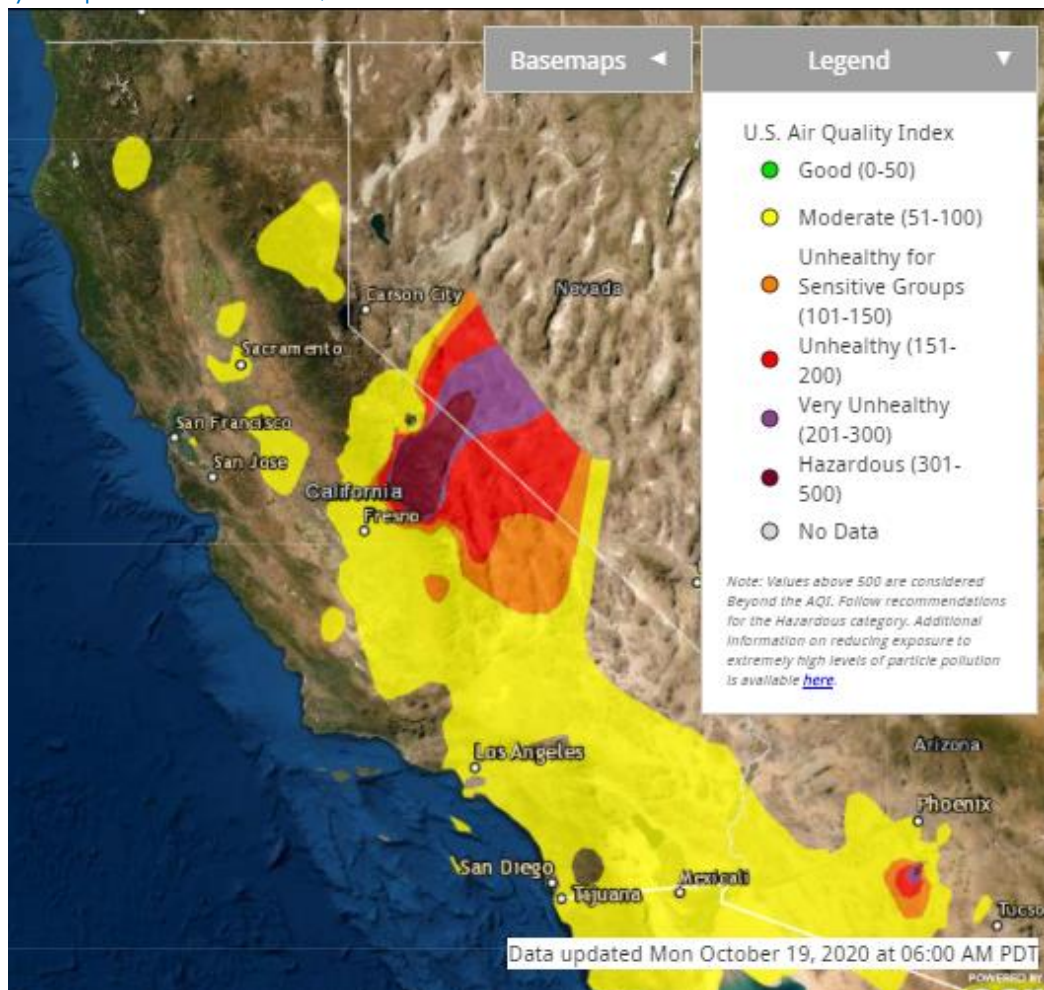 Basemaps
Legend
U.S. Air Quality Index
Good (0-50)
Moderate (51-100)
Unhealthy for
Sensitive Groups
(101-150)
Unhealthy (151-
200)
Very Unhealthy
(201-300)
Hazardous (301-
500)
No Data
Note: Values above 500 are considered
Beyond the AQI. Follow recommendations
for the Hazardous category. Additional
information on reducing exposure to
extremely high levels of particle pollution
is available here.
Carson City
Nevada
Sacramento
San Francisco
San Jose
California
Fresno
Los Angeles
Arizona
Phoenix
San Diego
Tijuana
Mexicali
Data updated Mon October 19, 2020 at 06:00 AM PDT
POWERED BY